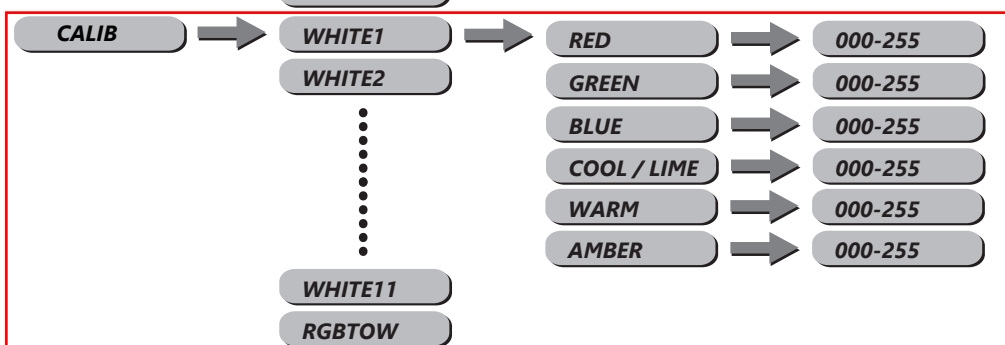 CALIB WHITE1 RED 000-255
WHITE2 GREEN 000-255
BLUE 000-255
COOL / LIME 000-255
WARM 000-255
AMBER 000-255
WHITE11
RGBTOW